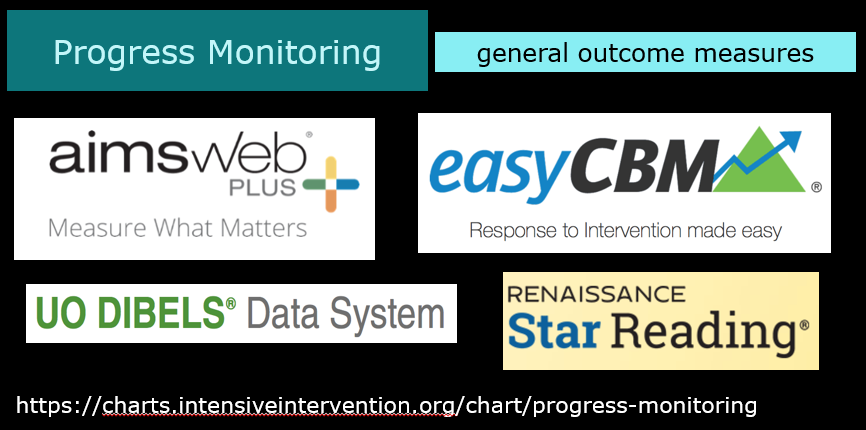 Progress Monitoring
general outcome measures
aimsweb®
PLUS
Measure What Matters
easyCBM®
Response to Intervention made easy
UO DIBELS® Data System
RENAISSANCE
Star Reading®
https://charts.intensiveintervention.org/chart/progress-monitoring